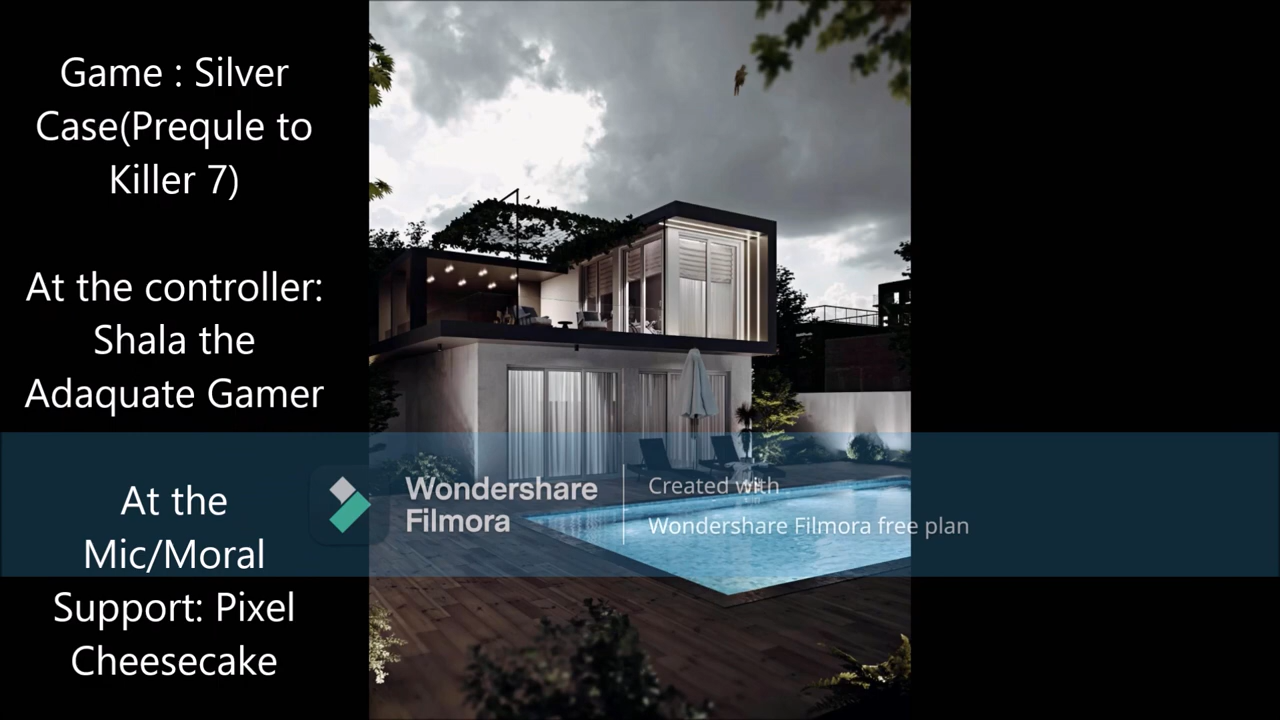 Game : Silver
Case(Prequle to
Killer 7)
At the controller:
Shala the
Adaquate Gamer
At the
Mic/Moral
Support: Pixel
Cheesecake
Wondershare
Filmora
Created with
Wondershare Filmora free plan